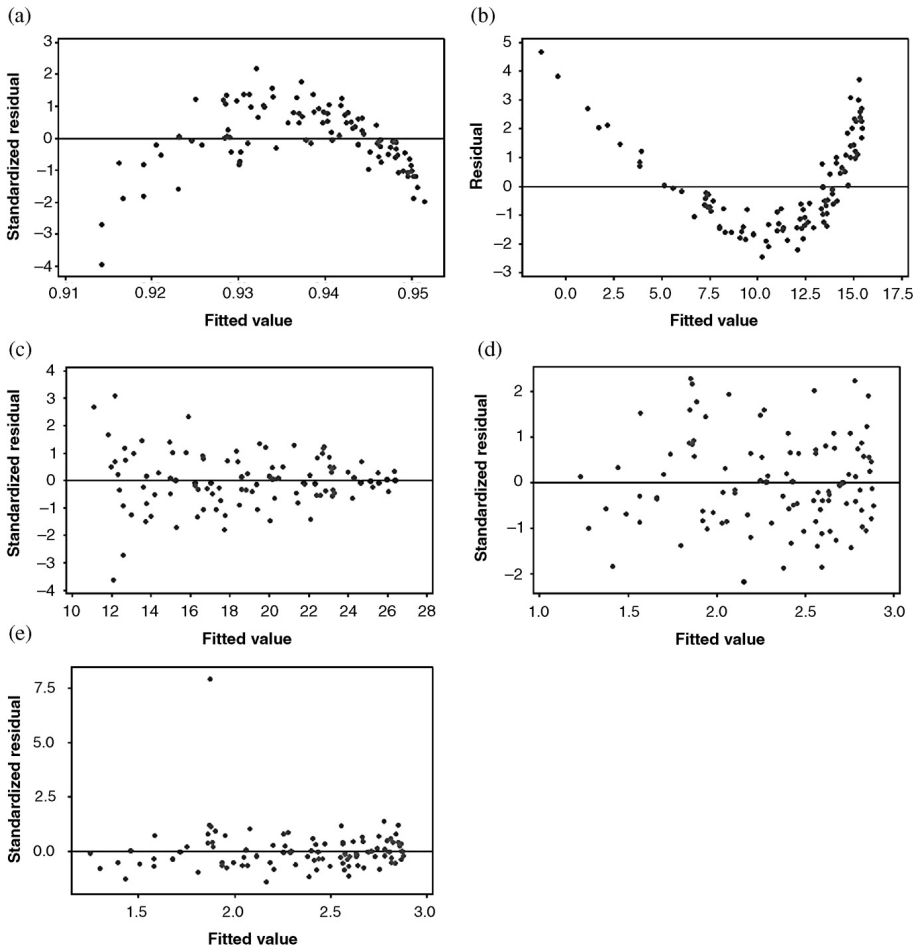 (a)
Standardized residual
3
2
1
0
–1
–2
–3
–4
0.91 0.92 0.93 0.94 0.95
Fitted value
(b)
Residual
5
4
3
2
1
0
–1
–2
–3
0.0 2.5 5.0 7.5 10.0 12.5 15.0 17.5
Fitted value
(c)
Standardized residual
4
3
2
1
0
–1
–2
–3
–4
10 12 14 16 18 20 22 24 26 28
Fitted value
(d)
Standardized residual
2
1
0
–1
–2
1.0 1.5 2.0 2.5 3.0
Fitted value
(e)
Standardized residual
7.5
5.0
2.5
0.0
1.5 2.0 2.5 3.0
Fitted value